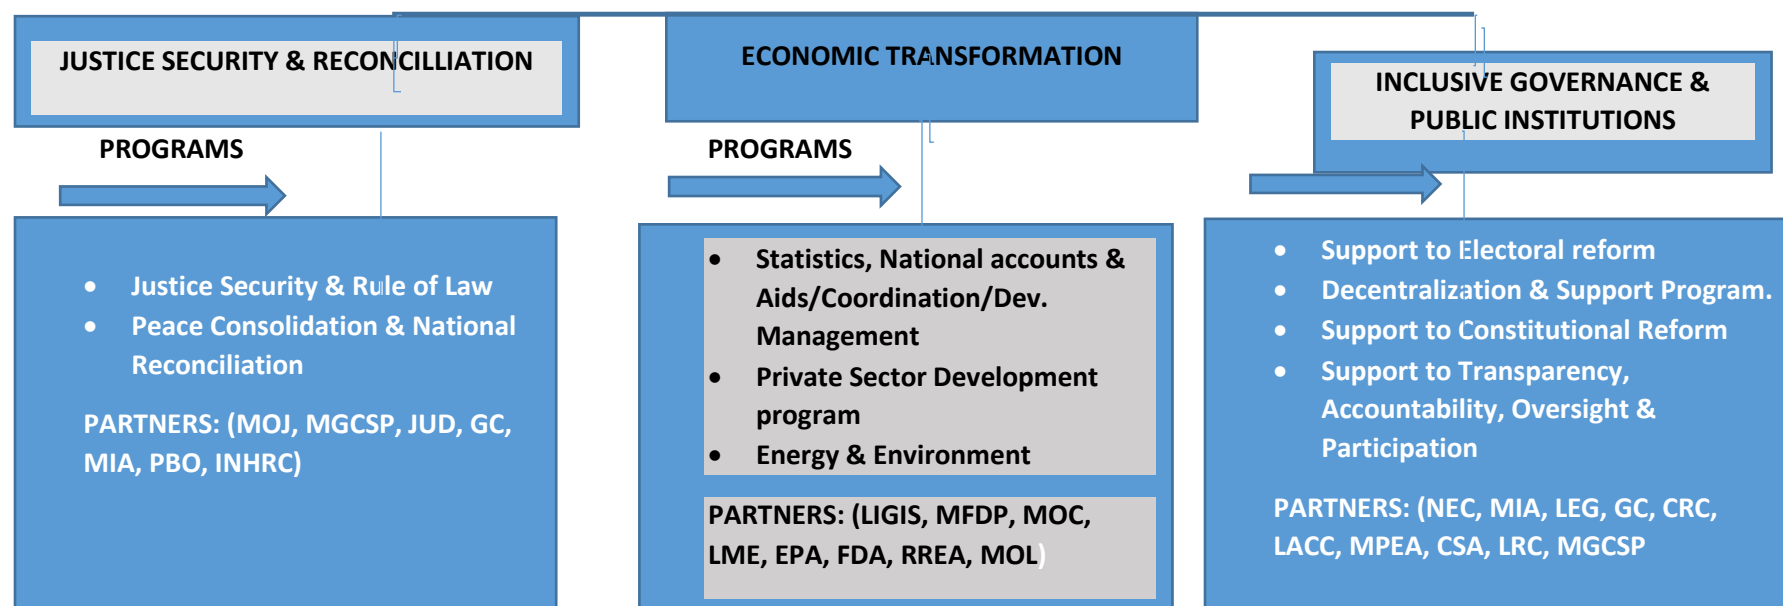 JUSTICE SECURITY & RECONCILLIATION
PROGRAMS
• Justice Security & Rule of Law
• Peace Consolidation & National
Reconciliation
PARTNERS: (MOJ, MGCSP, JUD, GC,
MIA, PBO, INHRC)
ECONOMIC TRANSFORMATION
PROGRAMS
• Statistics, National accounts &
Aids/Coordination/Dev.
Management
• Private Sector Development
program
• Energy & Environment
PARTNERS: (LIGIS, MFDP, MOC,
LME, EPA, FDA, RREA, MOL)
INCLUSIVE GOVERNANCE &
PUBLIC INSTITUTIONS
• Support to Electoral reform
• Decentralization & Support Program.
• Support to Constitutional Reform
• Support to Transparency,
Accountability, Oversight &
Participation
PARTNERS: (NEC, MIA, LEG, GC, CRC,
LACC, MPEA, CSA, LRC, MGCSP